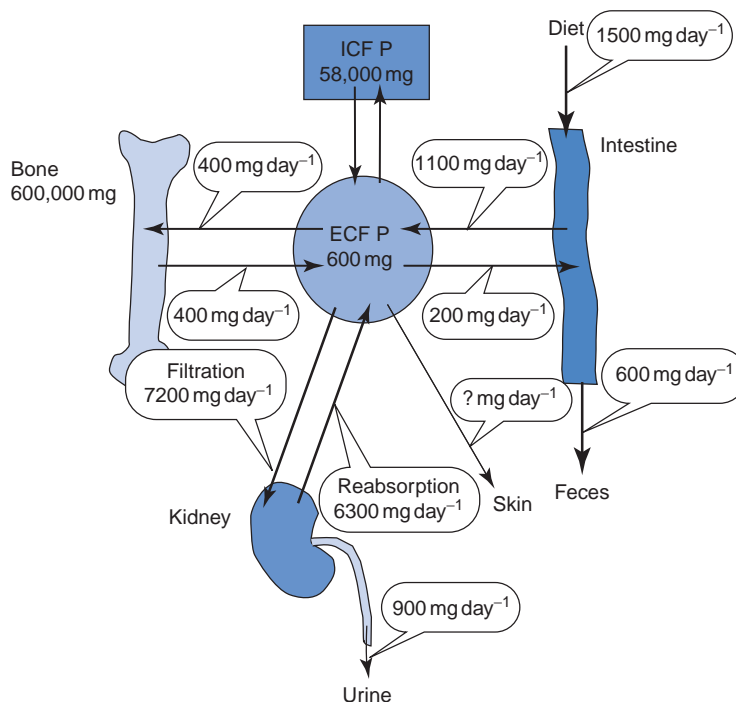 ICF P
58,000 mg
Diet
1500 mg day⁻¹
Bone
600,000 mg
400 mg day⁻¹
1100 mg day⁻¹
Intestine
ECF P
600 mg
400 mg day⁻¹
200 mg day⁻¹
Filtration
7200 mg day⁻¹
? mg day⁻¹
600 mg day⁻¹
Kidney
Reabsorption
6300 mg day⁻¹
Skin
Feces
900 mg day⁻¹
Urine